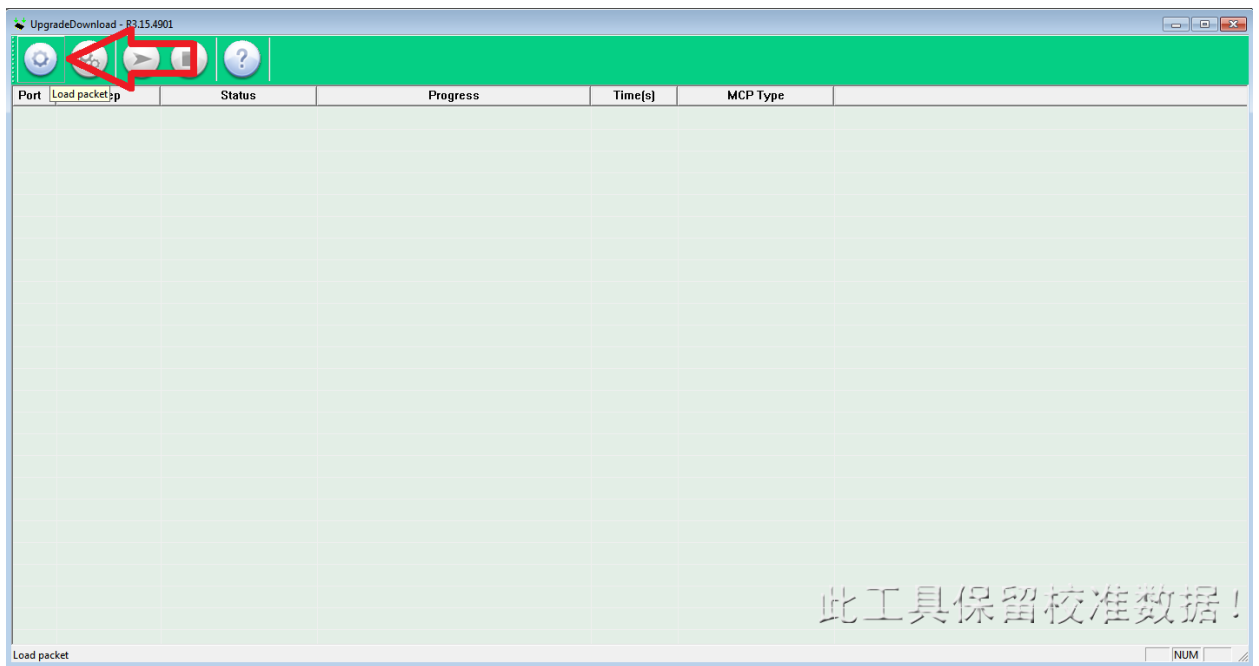 UpgradeDownload - R3.15.4901
Port Step Status Progress Time(s) MCP Type
Load packet
此工具保留校准数据！
Load packet NUM